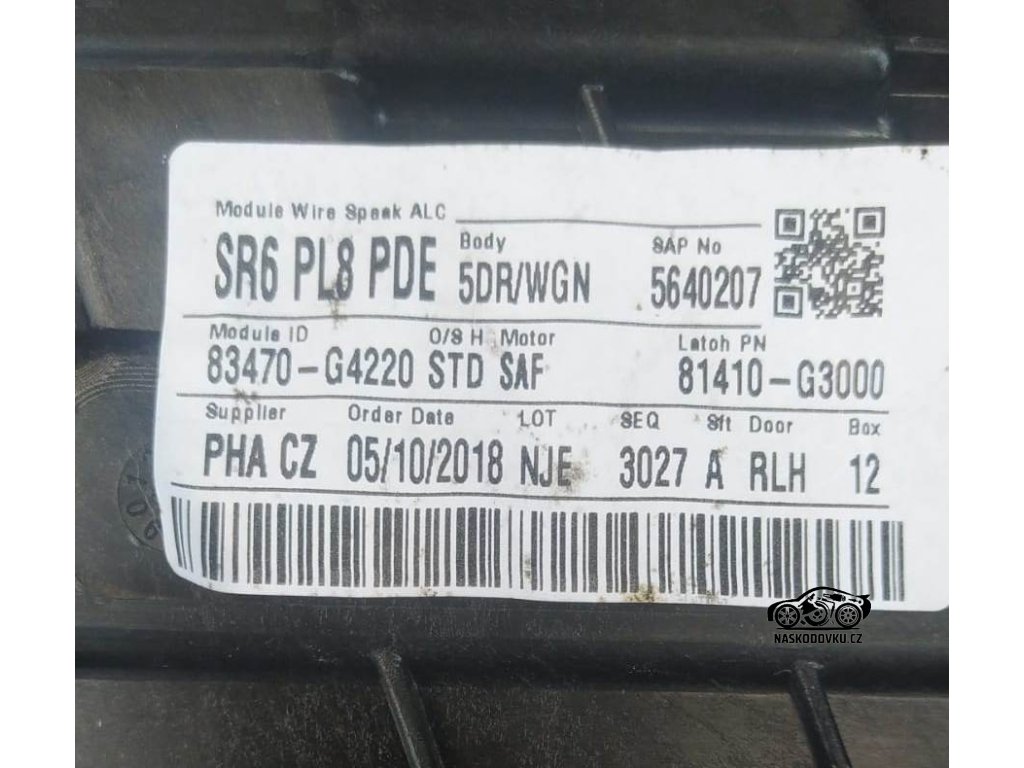 Module Wire Speak ALC
Body SAP No
SR6 PL8 PDE 5DR/WGN 5640207
Module ID O/S H Motor Latch PN
83470-G4220 STD SAF 81410-G3000
Supplier Order Date LOT SEQ Sft Door Box
PHA CZ 05/10/2018 NJE 3027 A RLH 12
NASKODOVKU.CZ